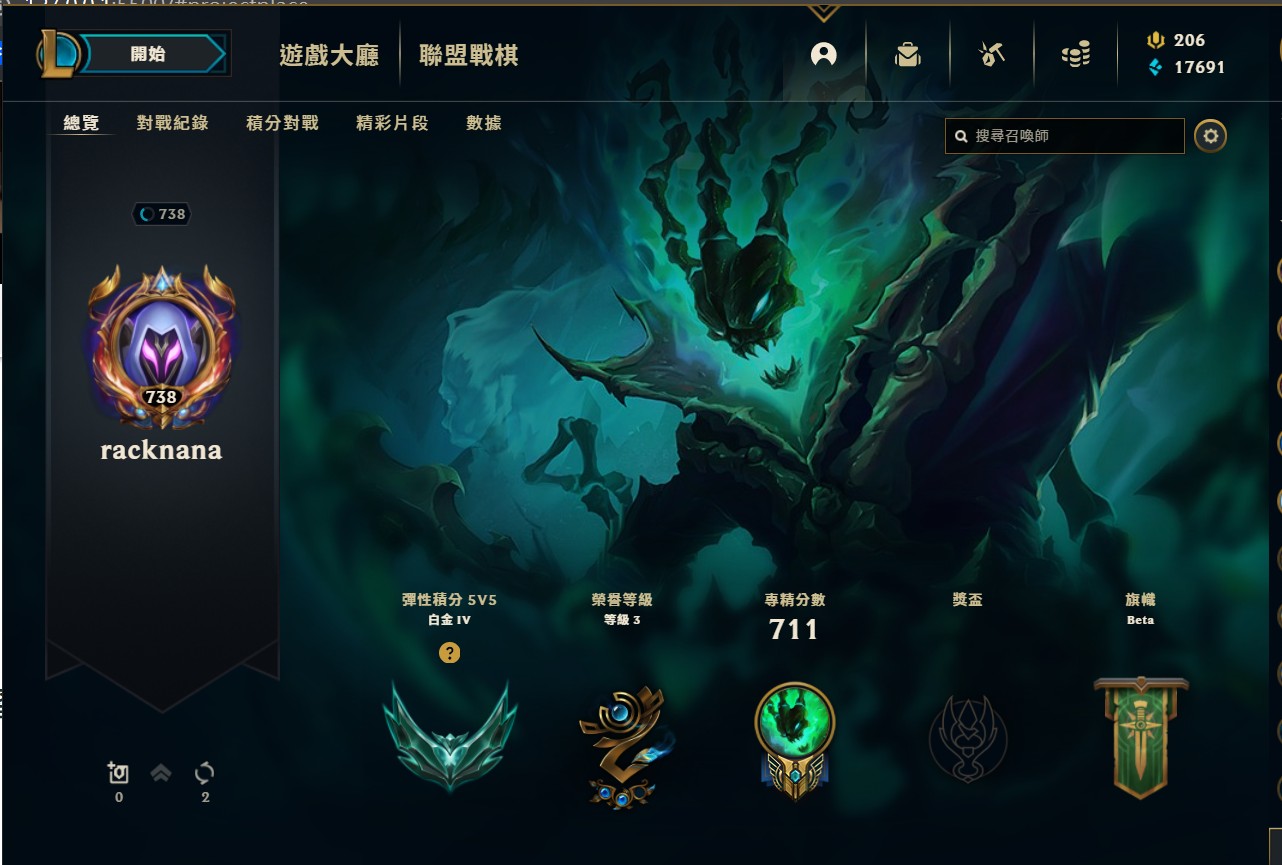 開始
遊戲大廳
聯盟戰棋
206
17691
總覽
對戰紀錄
積分對戰
精彩片段
數據
搜尋召喚師
738
738
racknana
彈性積分 5V5
白金 IV
?
榮譽等級
等級 3
專精分數
711
獎盃
旗幟
Beta
0
2